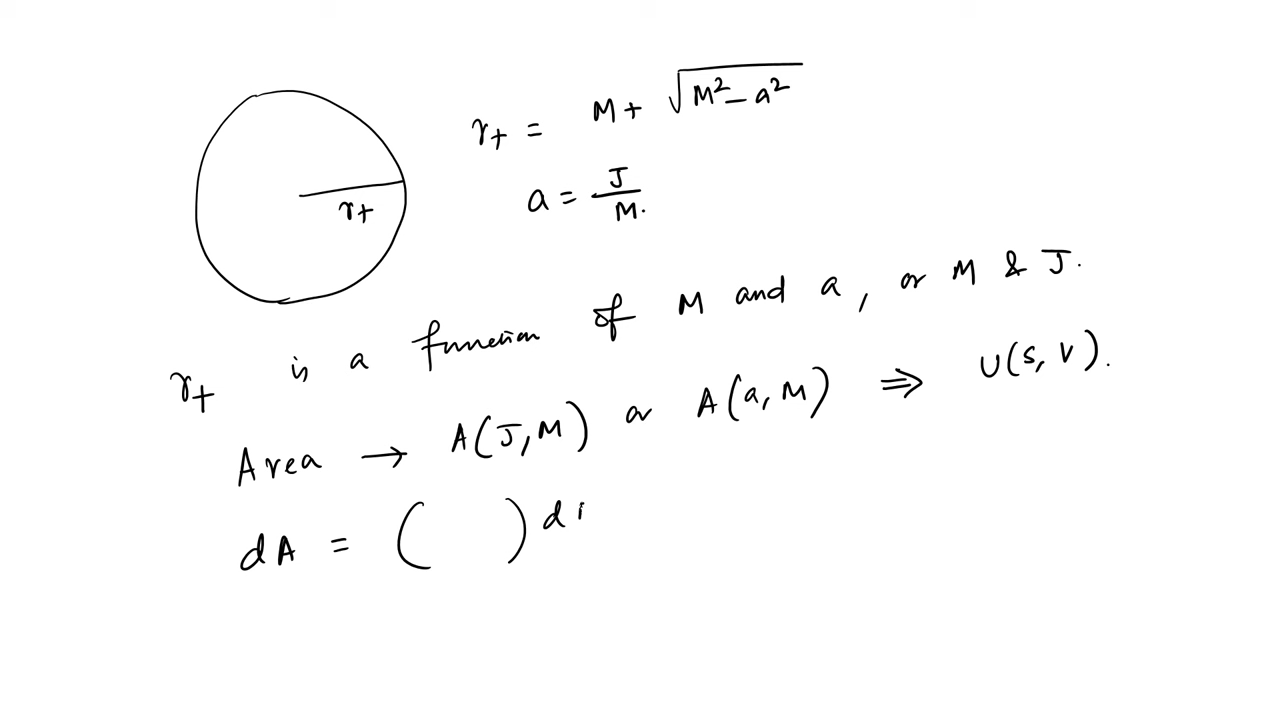 r₊ = M + √(M² - a²)
a = J/M.
r₊
r₊ is a function of M and a, or M & J.
Area → A(J, M) or A(a, M) ⇒ U(S, V).
dA = ( ) d